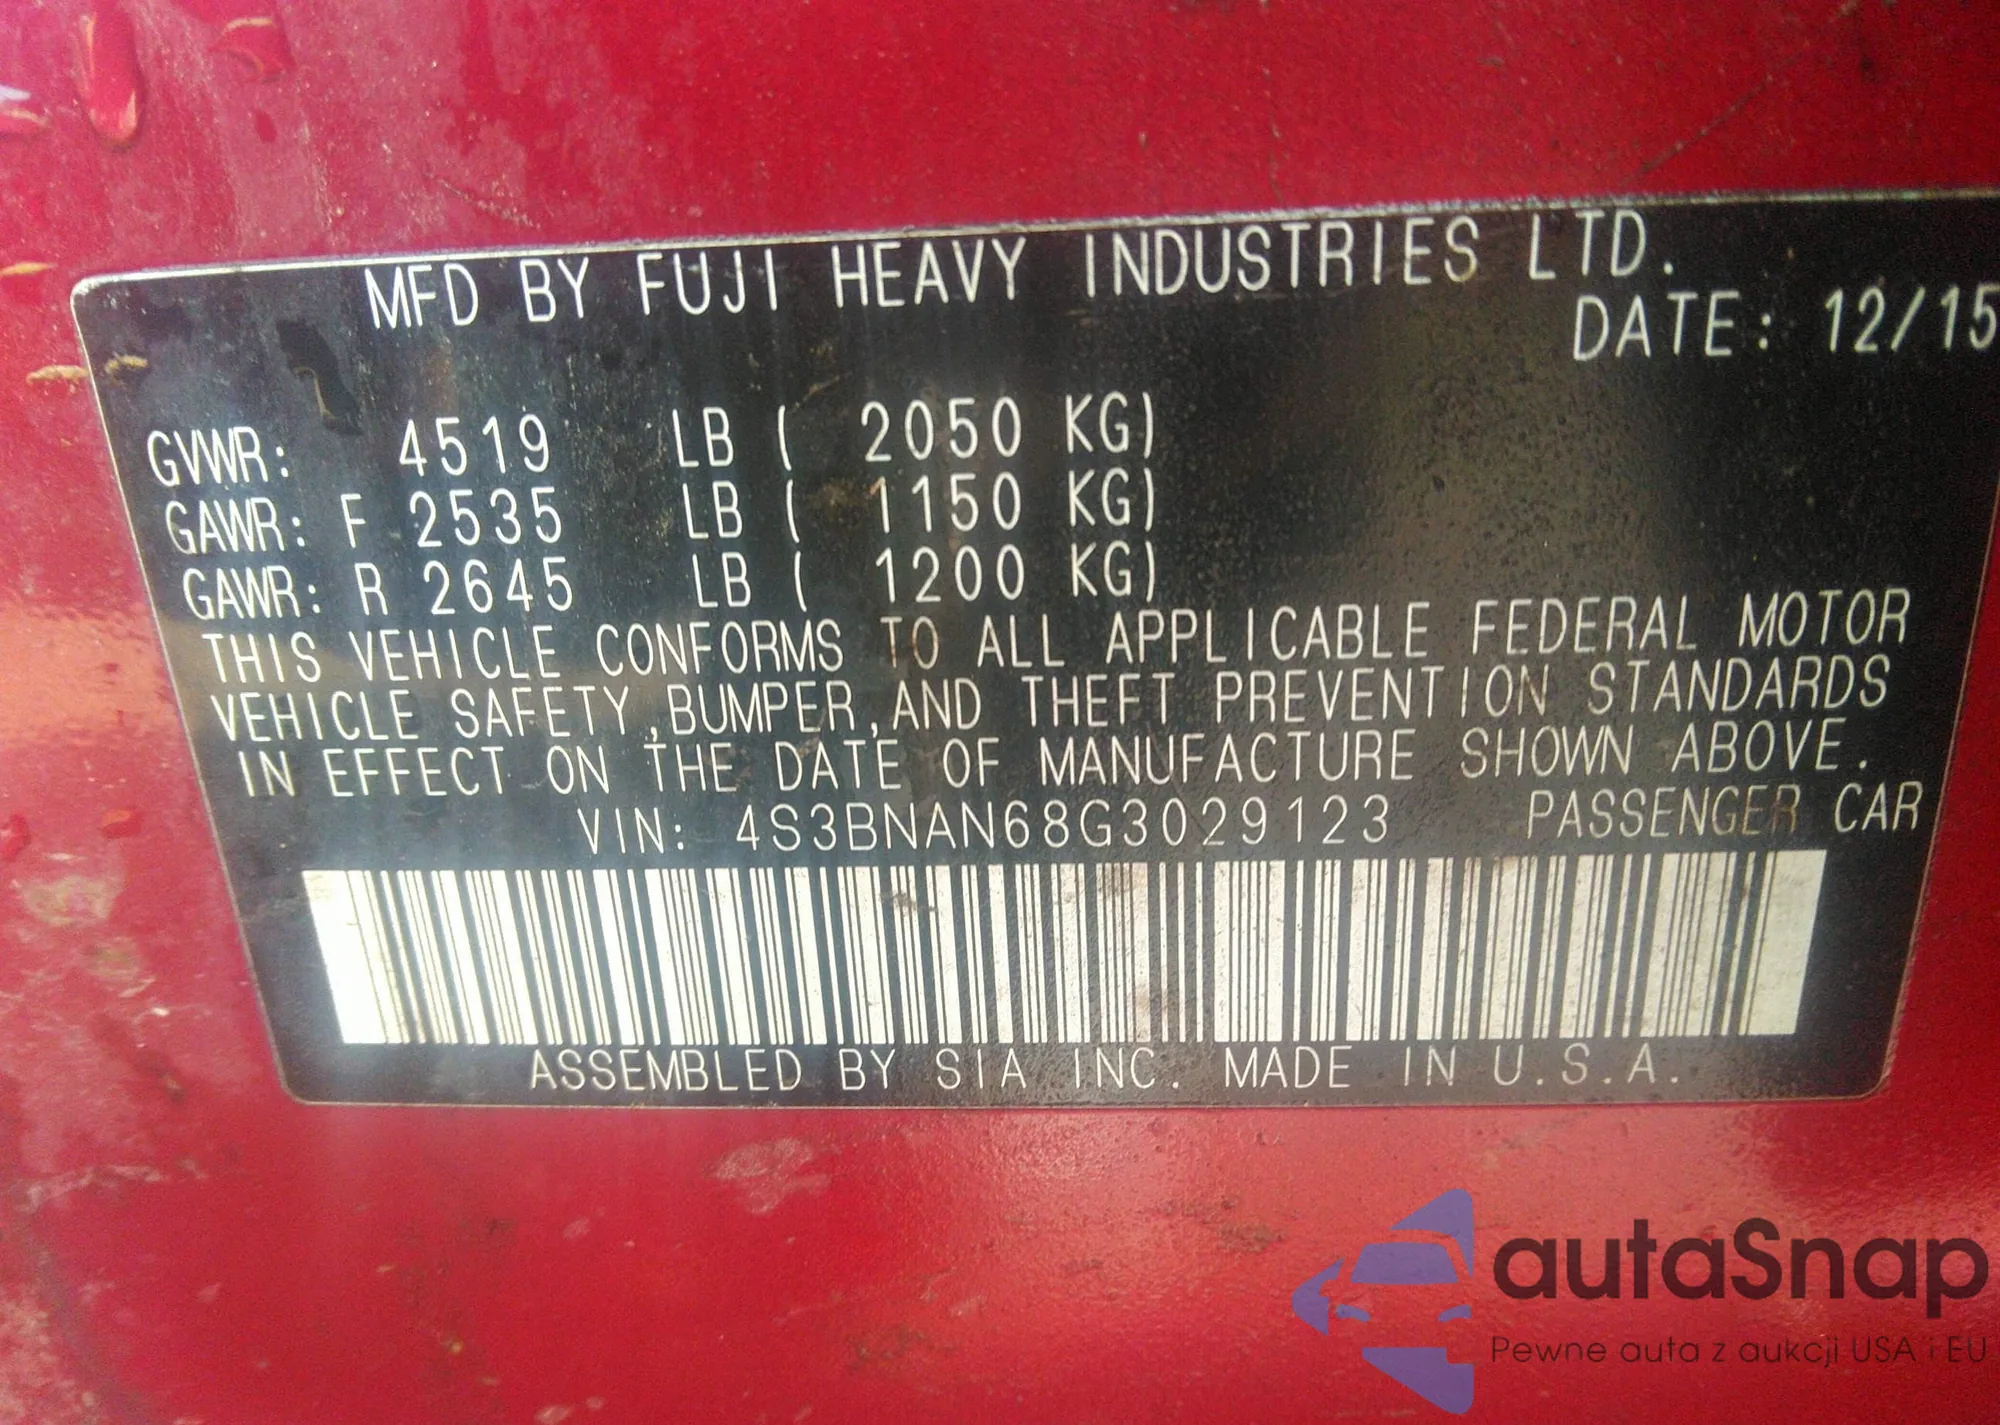 MFD BY FUJI HEAVY INDUSTRIES LTD.
DATE: 12/15
GVWR: 4519 LB ( 2050 KG)
GAWR: F 2535 LB ( 1150 KG)
GAWR: R 2645 LB ( 1200 KG)
THIS VEHICLE CONFORMS TO ALL APPLICABLE FEDERAL MOTOR
VEHICLE SAFETY,BUMPER,AND THEFT PREVENTION STANDARDS
IN EFFECT ON THE DATE OF MANUFACTURE SHOWN ABOVE.
VIN: 4S3BNAN68G3029123 PASSENGER CAR
ASSEMBLED BY SIA INC. MADE IN U.S.A.
autaSnap
Pewne auta z aukcji USA i EU